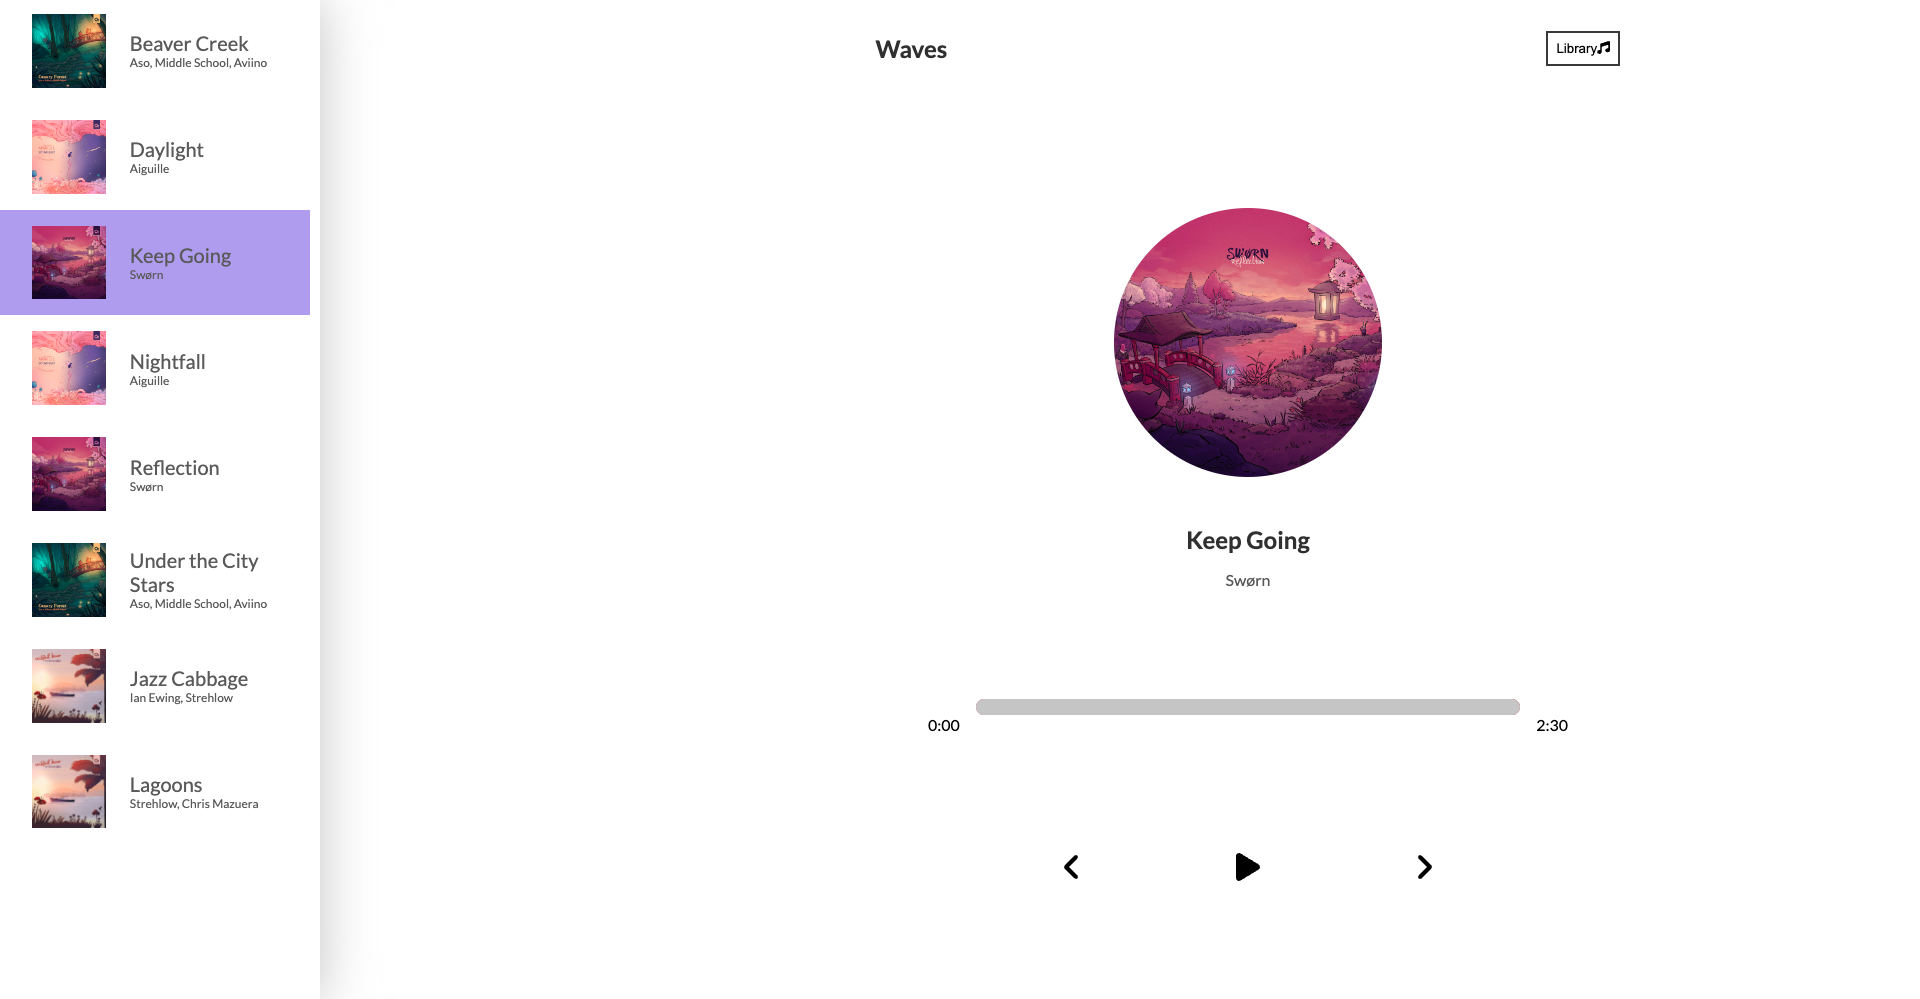 Beaver Creek
Aso, Middle School, Aviino
Daylight
Aiguille
Keep Going
Swørn
Nightfall
Aiguille
Reflection
Swørn
Under the City
Stars
Aso, Middle School, Aviino
Jazz Cabbage
Ian Ewing, Strehlow
Lagoons
Strehlow, Chris Mazuera
Waves
Library
SWØRN
Keep Going
Swørn
0:00
2:30